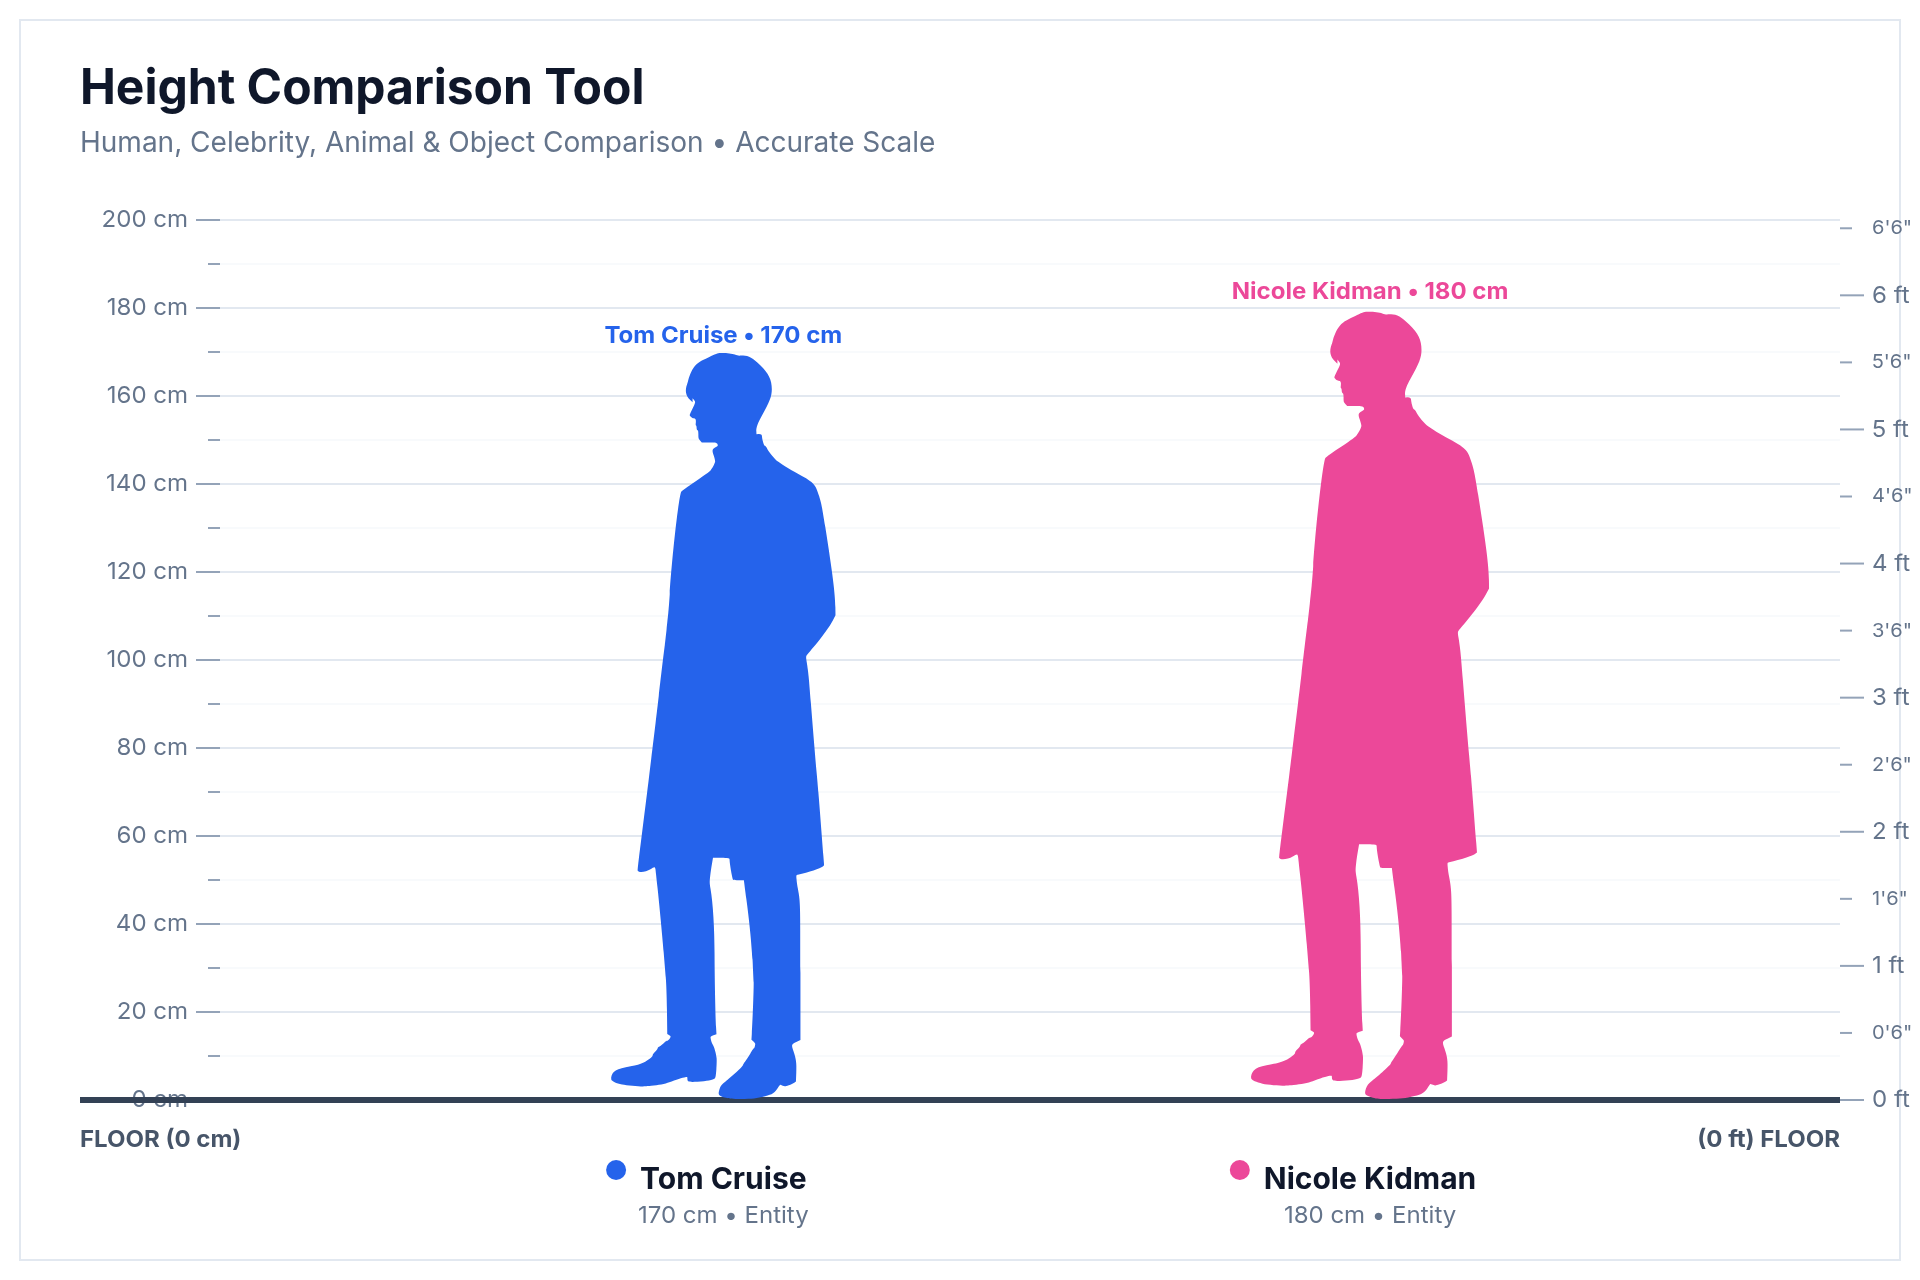 Height Comparison Tool
Human, Celebrity, Animal & Object Comparison • Accurate Scale
200 cm
6'6"
Nicole Kidman • 180 cm
6 ft
180 cm
Tom Cruise • 170 cm
5'6"
160 cm
5 ft
140 cm
4'6"
120 cm
4 ft
3'6"
100 cm
3 ft
80 cm
2'6"
60 cm
2 ft
1'6"
40 cm
1 ft
20 cm
0'6"
0 cm
0 ft
FLOOR (0 cm)
(0 ft) FLOOR
Tom Cruise
Nicole Kidman
170 cm • Entity
180 cm • Entity